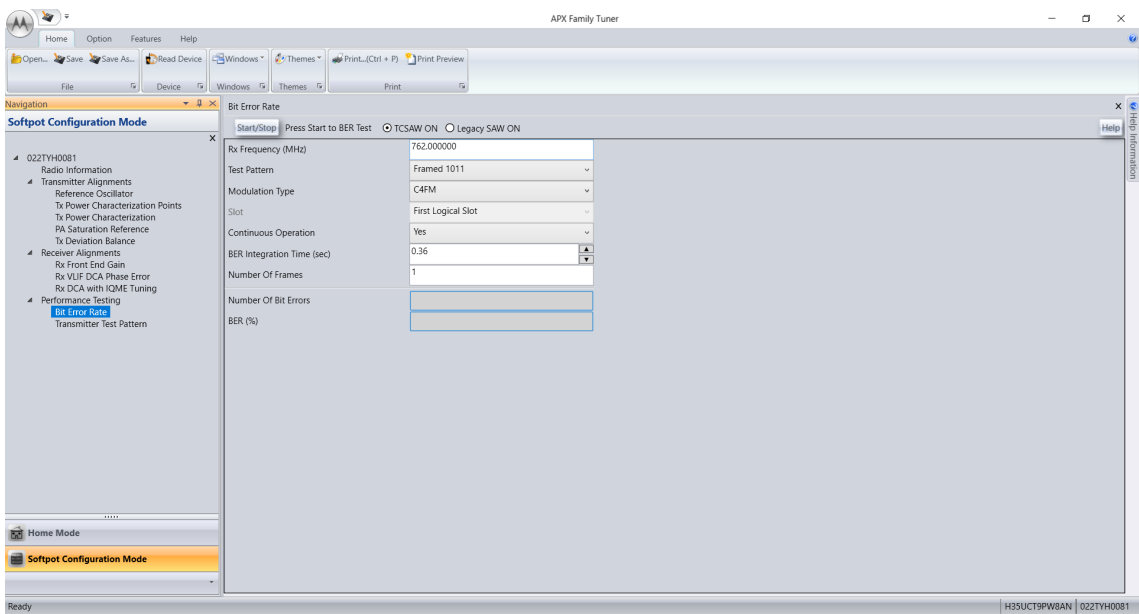 APX Family Tuner
Home Option Features Help
Open... Save Save As... Read Device Windows Themes Print...(Ctrl + P) Print Preview
File Device Windows Themes Print
Navigation
Softpot Configuration Mode
x
022TYH0081
Radio Information
Transmitter Alignments
Reference Oscillator
Tx Power Characterization Points
Tx Power Characterization
PA Saturation Reference
Tx Deviation Balance
Receiver Alignments
Rx Front End Gain
Rx VLIF DCA Phase Error
Rx DCA with IQME Tuning
Performance Testing
Bit Error Rate
Transmitter Test Pattern
Home Mode
Softpot Configuration Mode
Bit Error Rate
x
Start/Stop Press Start to BER Test TCSAW ON Legacy SAW ON Help
Rx Frequency (MHz) 762.000000
Test Pattern Framed 1011
Modulation Type C4FM
Slot First Logical Slot
Continuous Operation Yes
BER Integration Time (sec) 0.36
Number Of Frames 1
Number Of Bit Errors
BER (%)
Help Information
Ready H35UCT9PW8AN 022TYH0081